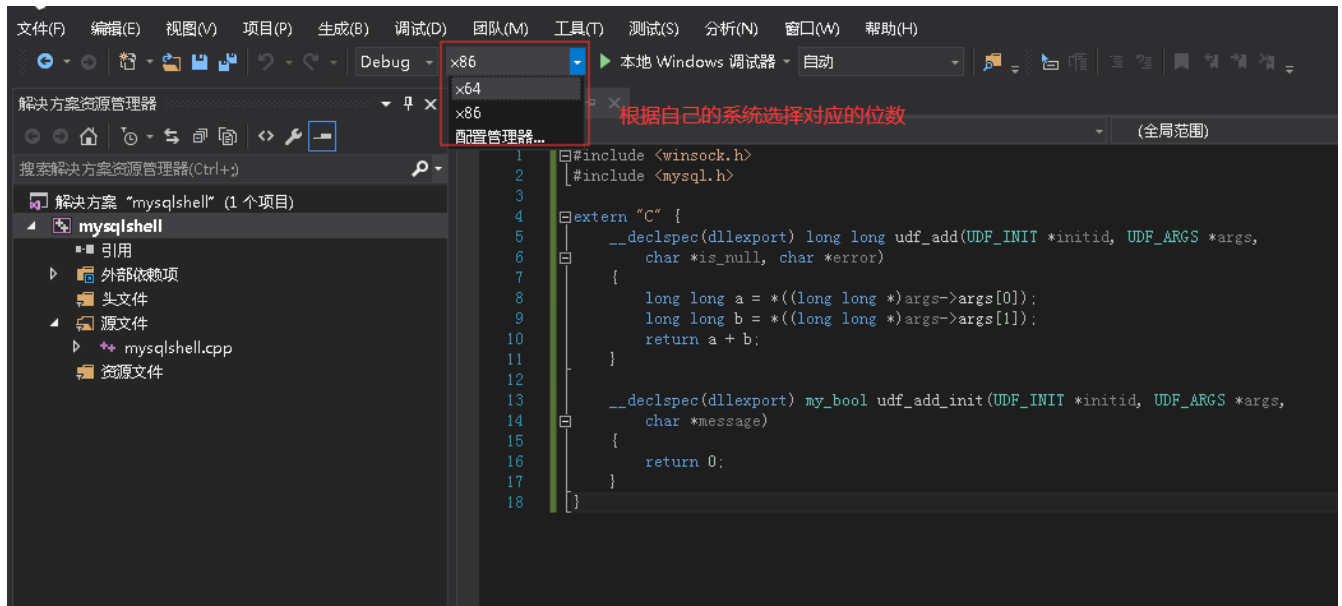 文件(F) 编辑(E) 视图(V) 项目(P) 生成(B) 调试(D) 团队(M) 工具(T) 测试(S) 分析(N) 窗口(W) 帮助(H)
Debug x86 本地 Windows 调试器 自动
x64
x86
配置管理器...
根据自己的系统选择对应的位数
解决方案资源管理器
搜索解决方案资源管理器(Ctrl+;)
解决方案 "mysqlshell" (1 个项目)
mysqlshell
引用
外部依赖项
头文件
源文件
mysqlshell.cpp
资源文件
(全局范围)
1 #include <winsock.h>
2 #include <mysql.h>
3
4 extern "C" {
5 __declspec(dllexport) long long udf_add(UDF_INIT *initid, UDF_ARGS *args,
6 char *is_null, char *error)
7 {
8 long long a = *((long long *)args->args[0]);
9 long long b = *((long long *)args->args[1]);
10 return a + b;
11 }
12
13 __declspec(dllexport) my_bool udf_add_init(UDF_INIT *initid, UDF_ARGS *args,
14 char *message)
15 {
16 return 0;
17 }
18 }